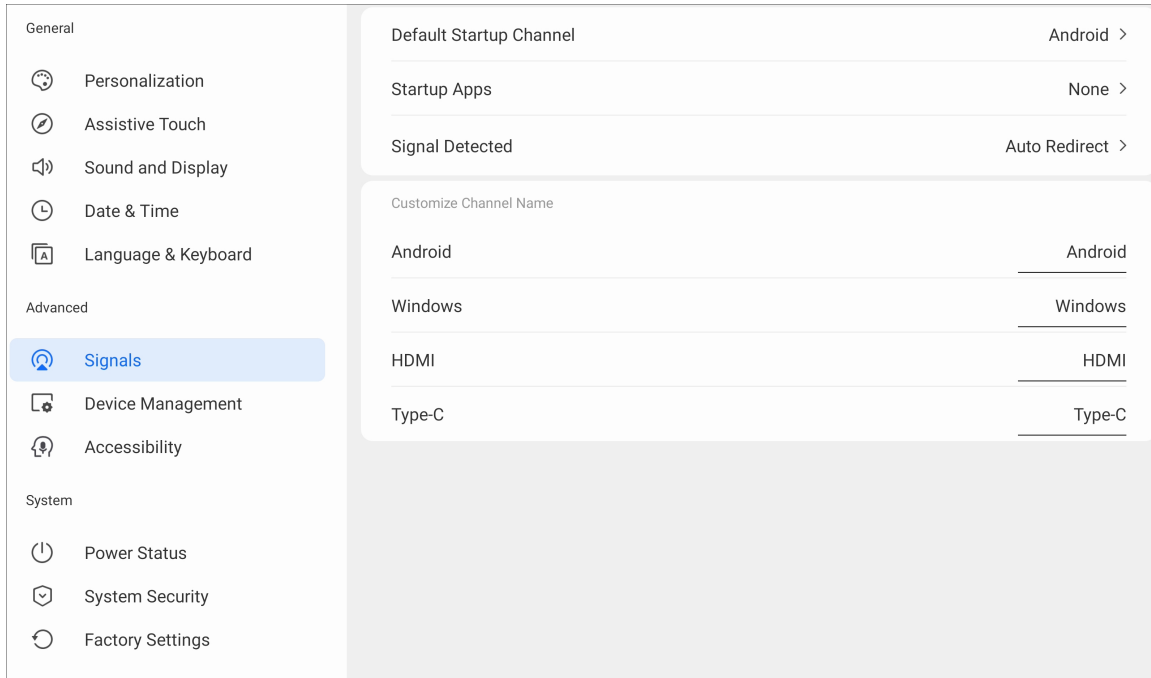 General
Personalization
Assistive Touch
Sound and Display
Date & Time
Language & Keyboard
Advanced
Signals
Device Management
Accessibility
System
Power Status
System Security
Factory Settings
Default Startup Channel Android
Startup Apps None
Signal Detected Auto Redirect
Customize Channel Name
Android Android
Windows Windows
HDMI HDMI
Type-C Type-C